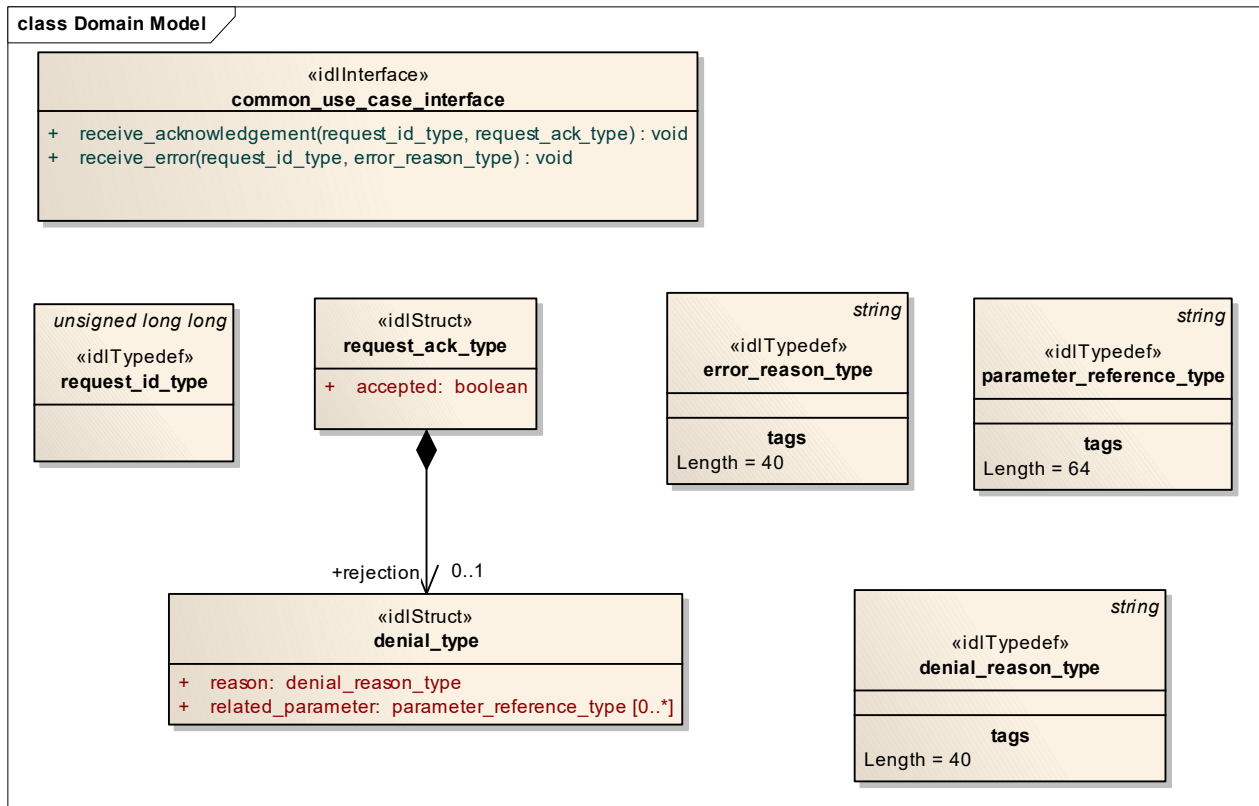 class Domain Model
«idlInterface»
common_use_case_interface
+ receive_acknowledgement(request_id_type, request_ack_type) : void
+ receive_error(request_id_type, error_reason_type) : void
unsigned long long
«idlTypedef»
request_id_type
«idlStruct»
request_ack_type
+ accepted: boolean
string
«idlTypedef»
error_reason_type
tags
Length = 40
string
«idlTypedef»
parameter_reference_type
tags
Length = 64
+rejection 0..1
«idlStruct»
denial_type
+ reason: denial_reason_type
+ related_parameter: parameter_reference_type [0..*]
string
«idlTypedef»
denial_reason_type
tags
Length = 40